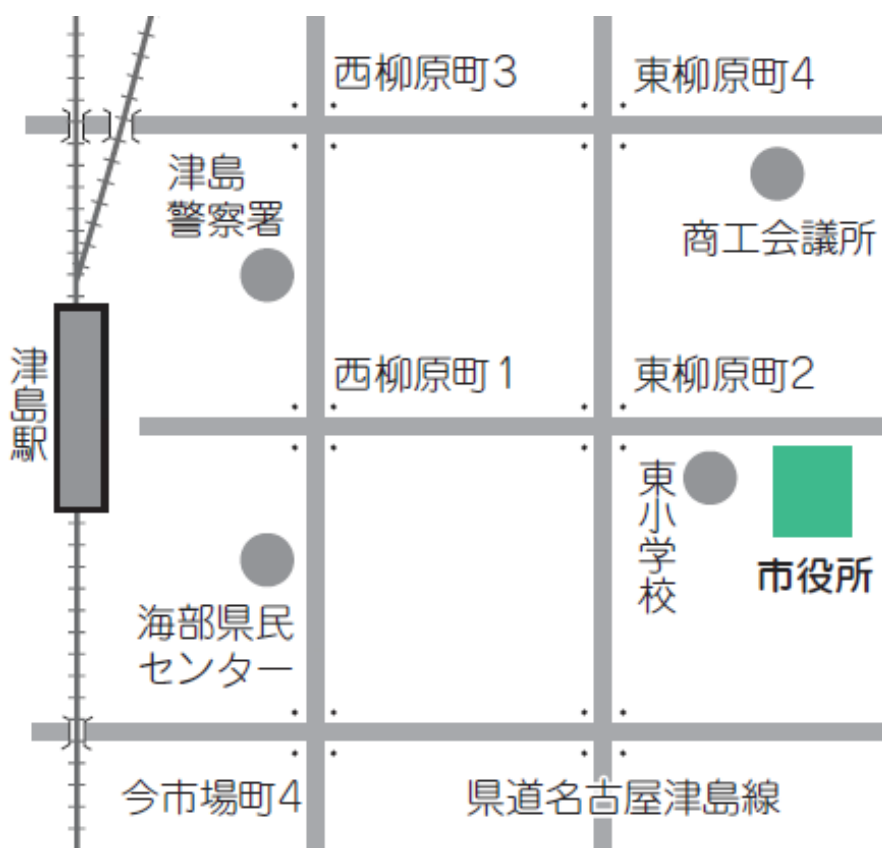 西柳原町3
東柳原町4
津島
警察署
商工会議所
津島駅
西柳原町1
東柳原町2
東小学校
市役所
海部県民
センター
今市場町4
県道名古屋津島線